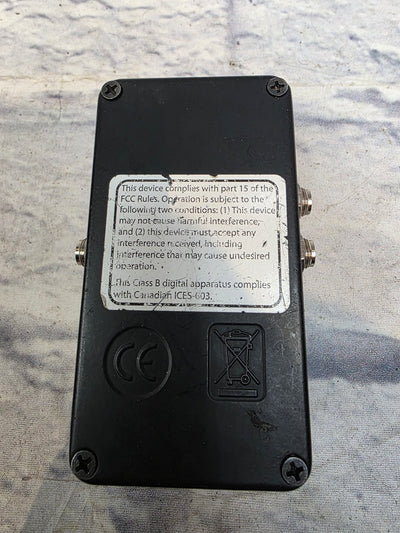 This device complies with part 15 of the
FCC Rules. Operation is subject to the
following two conditions: (1) This device
may not cause harmful interference,
and (2) this device must accept any
interference received, including
interference that may cause undesired
operation.
This Class B digital apparatus complies
with Canadian ICES-003.
CE